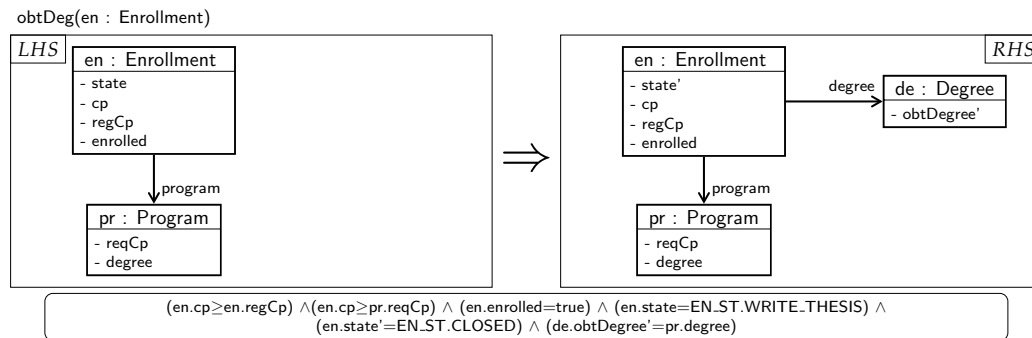 obtDeg(en : Enrollment)
LHS
en : Enrollment
- state
- cp
- regCp
- enrolled
program
pr : Program
- reqCp
- degree
⇒
RHS
en : Enrollment
- state'
- cp
- regCp
- enrolled
degree
de : Degree
- obtDegree'
program
pr : Program
- reqCp
- degree
(en.cp≥en.regCp) ∧(en.cp≥pr.reqCp) ∧ (en.enrolled=true) ∧ (en.state=EN_ST.WRITE_THESIS) ∧
(en.state'=EN_ST.CLOSED) ∧ (de.obtDegree'=pr.degree)